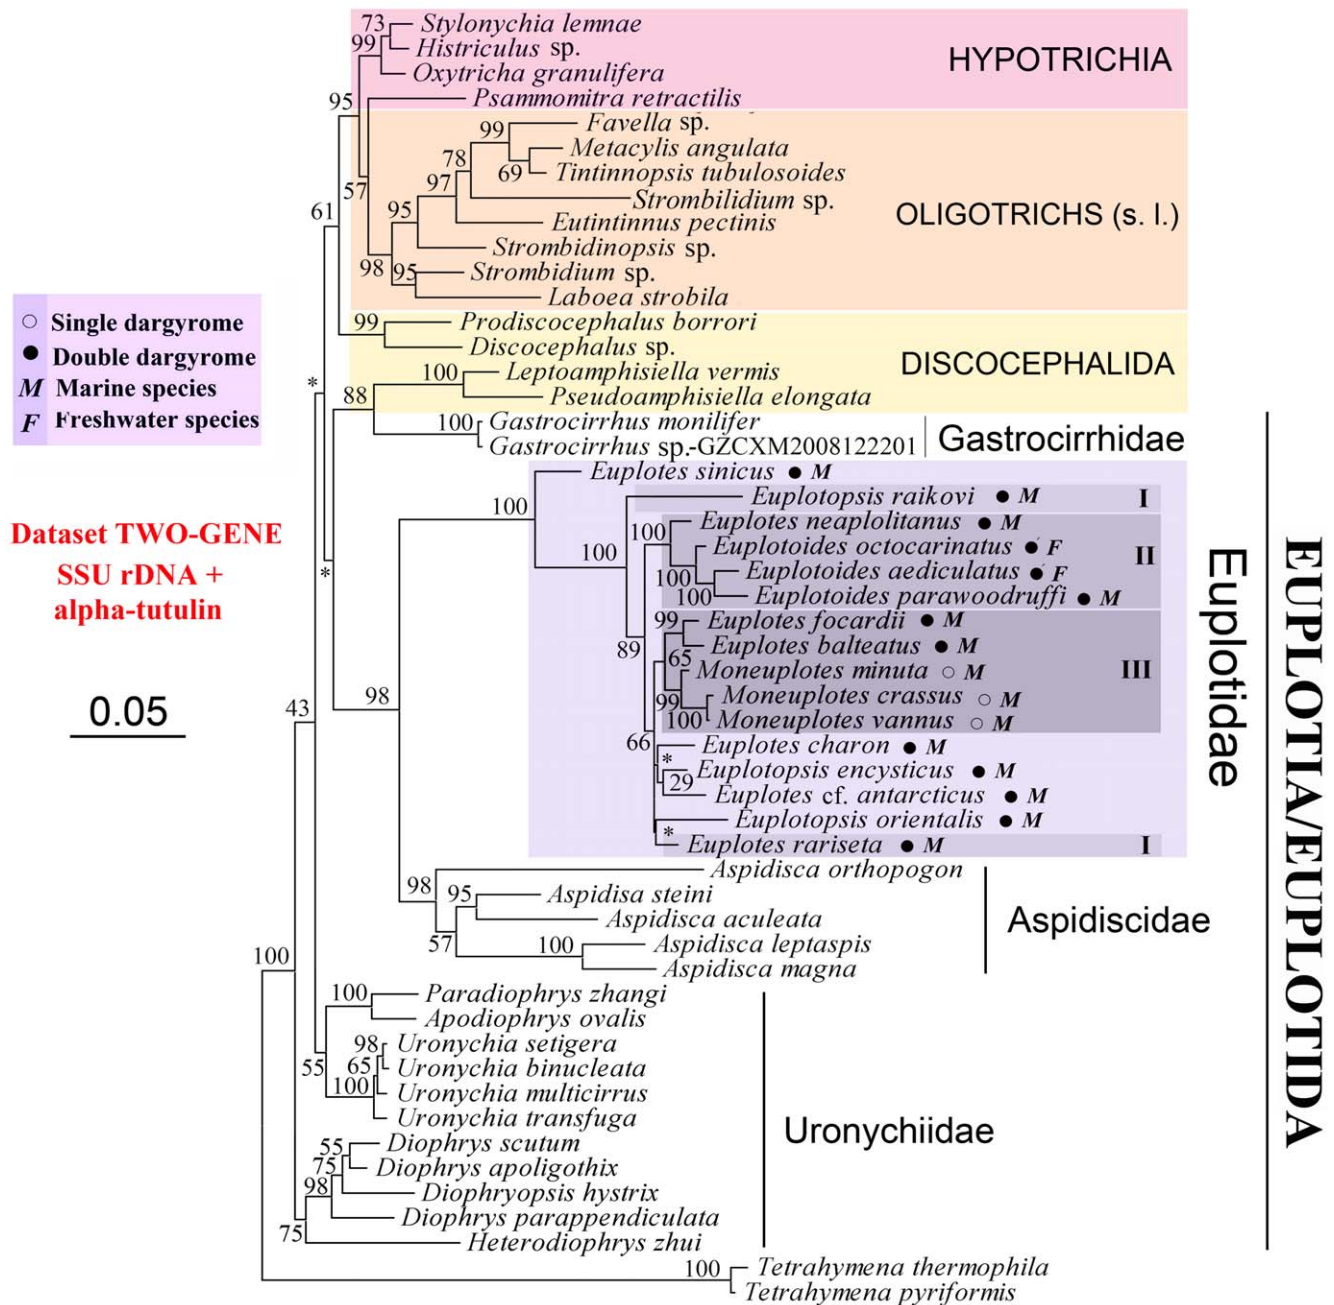 73 Stylonychia lemnae
99 Histriculus sp.
Oxytricha granulifera
HYPOTRICHIA
95 Psammomitra retractilis
Favella sp.
99
Metacylis angulata
78 69 Tintinnopsis tubulosoides
57 97 Strombilidium sp.
61 95 Eutintinnus pectinis
OLIGOTRICHS (s. l.)
Strombidinopsis sp.
98 95 Strombidium sp.
Laboea strobila
○ Single dargyrome
● Double dargyrome
M Marine species
F Freshwater species
99 Prodiscocephalus borrori
Discocephalus sp.
DISCOCEPHALIDA
* 100 Leptoamphisiella vermis
88 Pseudoamphisiella elongata
100 Gastrocirrhus monilifer
Gastrocirrhus sp.-GZCXM2008122201
Gastrocirrhidae
Euplotes sinicus ● M
100 Euplotopsis raikovi ● M I
Dataset TWO-GENE
SSU rDNA +
alpha-tutulin
100 Euplotes neaplolitanus ● M
100 Euplotoides octocarinatus ● F II
* 100 Euplotoides aediculatus ● F
100 Euplotoides parawoodruffi ● M
99 Euplotes focardii ● M
89 65 Euplotes balteatus ● M
Moneuplotes minuta ○ M III
98 99 Moneuplotes crassus ○ M
0.05
43 100 Moneuplotes vannus ○ M
66 Euplotes charon ● M
* Euplotopsis encysticus ● M
29 Euplotes cf. antarcticus ● M
Euplotopsis orientalis ● M
* Euplotes rariseta ● M I
Euplotidae
EUPLOTIA/EUPLOTIDA
Aspidisca orthopogon
98 95 Aspidisa steini
Aspidisca aculeata
Aspidiscidae
57 100 Aspidisca leptaspis
100 Aspidisca magna
100 Paradiophrys zhangi
Apodiophrys ovalis
98 Uronychia setigera
55 65 Uronychia binucleata
100 Uronychia multicirrus
Uronychia transfuga
Uronychiidae
55 Diophrys scutum
75 Diophrys apoligothix
98 Diophryopsis hystrix
Diophrys parappendiculata
75 Heterodiophrys zhui
100 Tetrahymena thermophila
Tetrahymena pyriformis